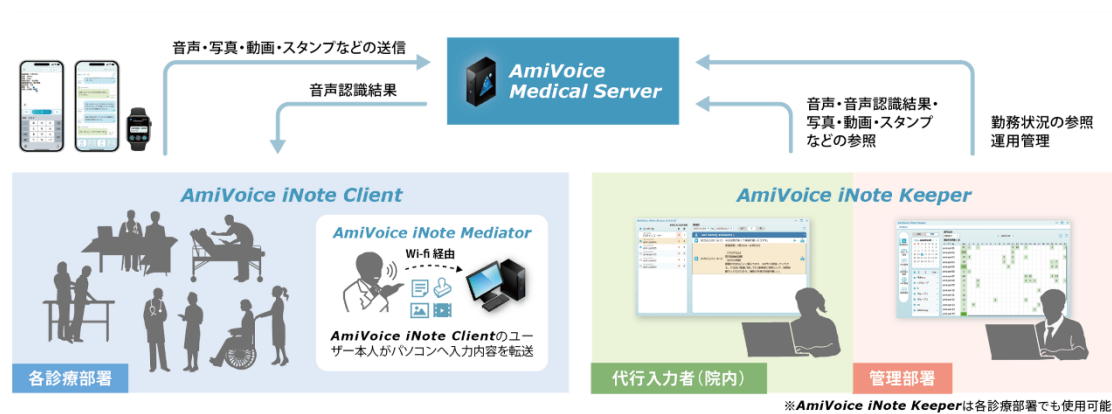 音声・写真・動画・スタンプなどの送信
音声認識結果
AmiVoice
Medical Server
音声・音声認識結果・
写真・動画・スタンプ
などの参照
勤務状況の参照
運用管理
AmiVoice iNote Client
AmiVoice iNote Mediator
Wi-fi 経由
AmiVoice iNote Clientのユー
ザー本人がパソコンへ入力内容を転送
各診療部署
AmiVoice iNote Keeper
代行入力者（院内）
管理部署
※AmiVoice iNote Keeperは各診療部署でも使用可能